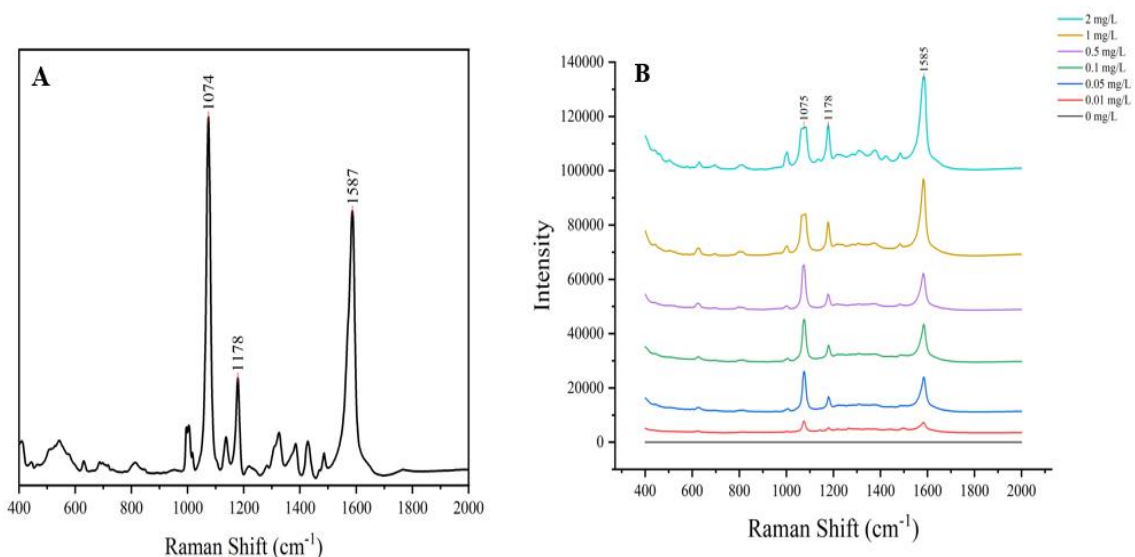 A
1074
1178
1587
400 600 800 1000 1200 1400 1600 1800 2000
Raman Shift (cm⁻¹)
B
2 mg/L
1 mg/L
0.5 mg/L
0.1 mg/L
0.05 mg/L
0.01 mg/L
0 mg/L
1075
1178
1585
Intensity
140000
120000
100000
80000
60000
40000
20000
0
400 600 800 1000 1200 1400 1600 1800 2000
Raman Shift (cm⁻¹)